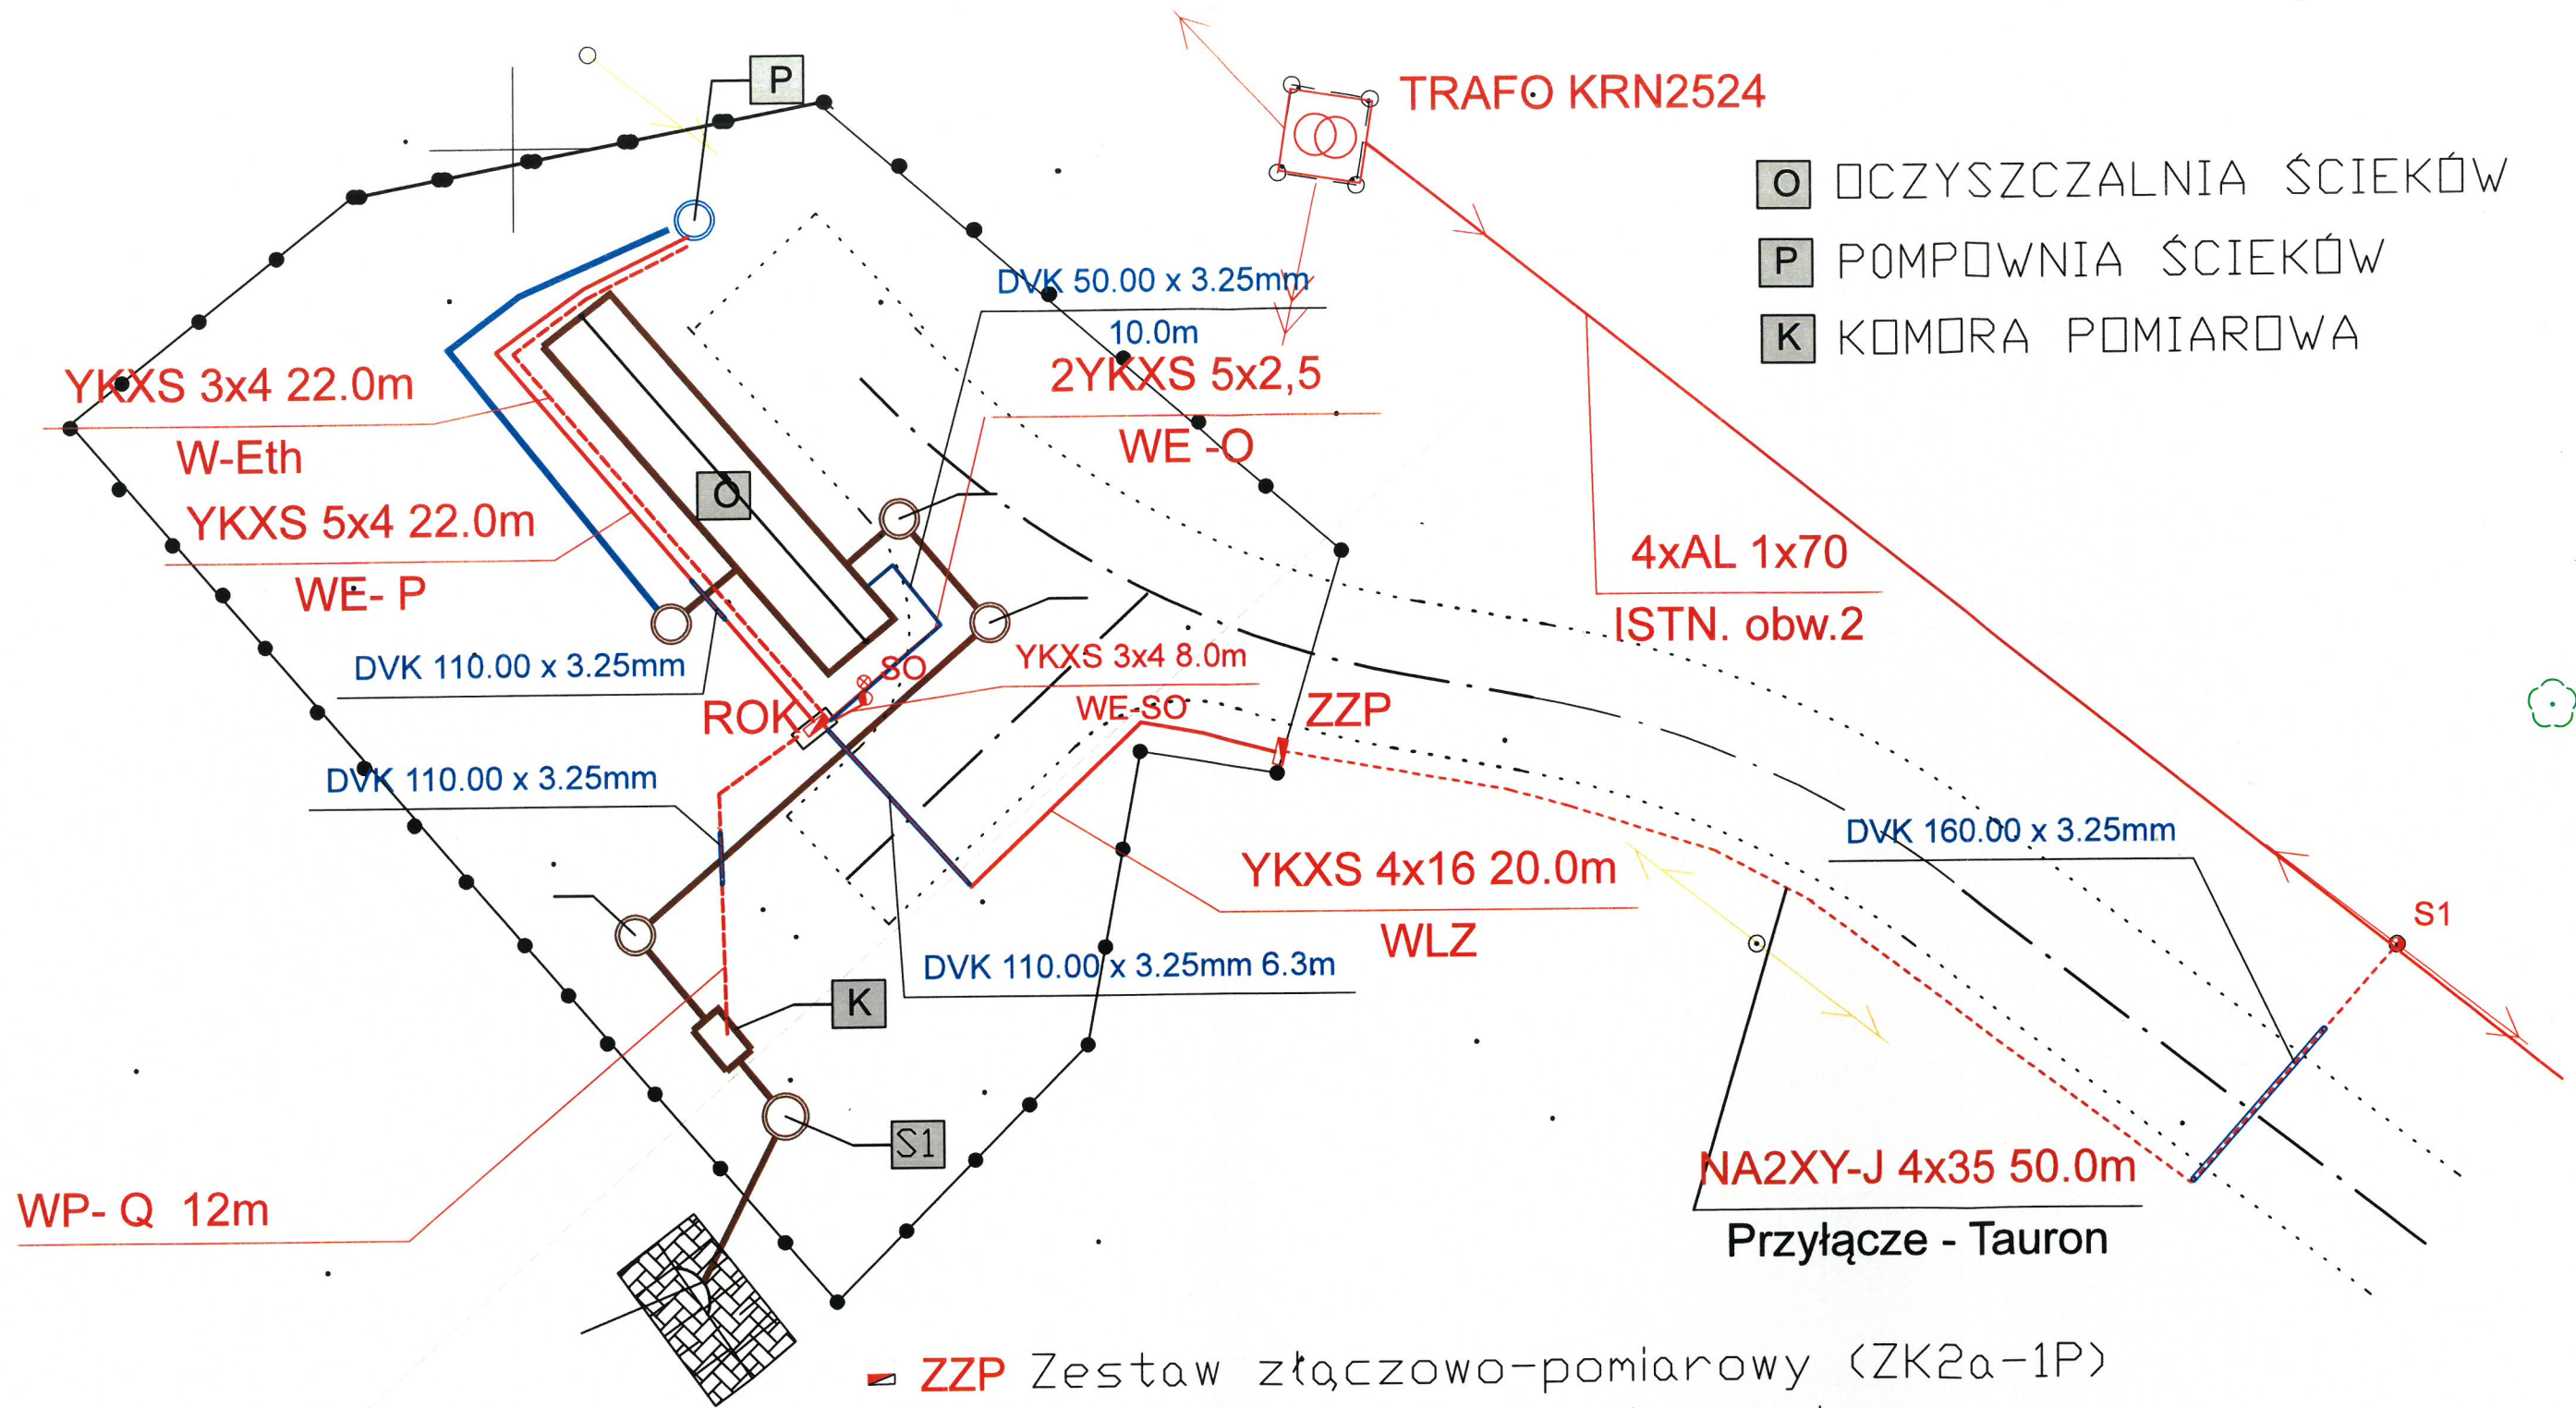 P
TRAFO KRN2524
O OCZYSZCZALNIA ŚCIEKÓW
P POMPOWNIA ŚCIEKÓW
K KOMORA POMIAROWA
DVK 50.00 x 3.25mm
10.0m
2YKXS 5x2,5
WE -O
YKXS 3x4 22.0m
W-Eth
O
YKXS 5x4 22.0m
WE- P
4xAL 1x70
ISTN. obw.2
DVK 110.00 x 3.25mm
SO
YKXS 3x4 8.0m
WE-SO
ROK
ZZP
DVK 110.00 x 3.25mm
DVK 160.00 x 3.25mm
YKXS 4x16 20.0m
WLZ
S1
DVK 110.00 x 3.25mm 6.3m
K
S1
NA2XY-J 4x35 50.0m
Przyłącze - Tauron
WP- Q 12m
ZZP Zestaw złączowo-pomiarowy (ZK2a-1P)